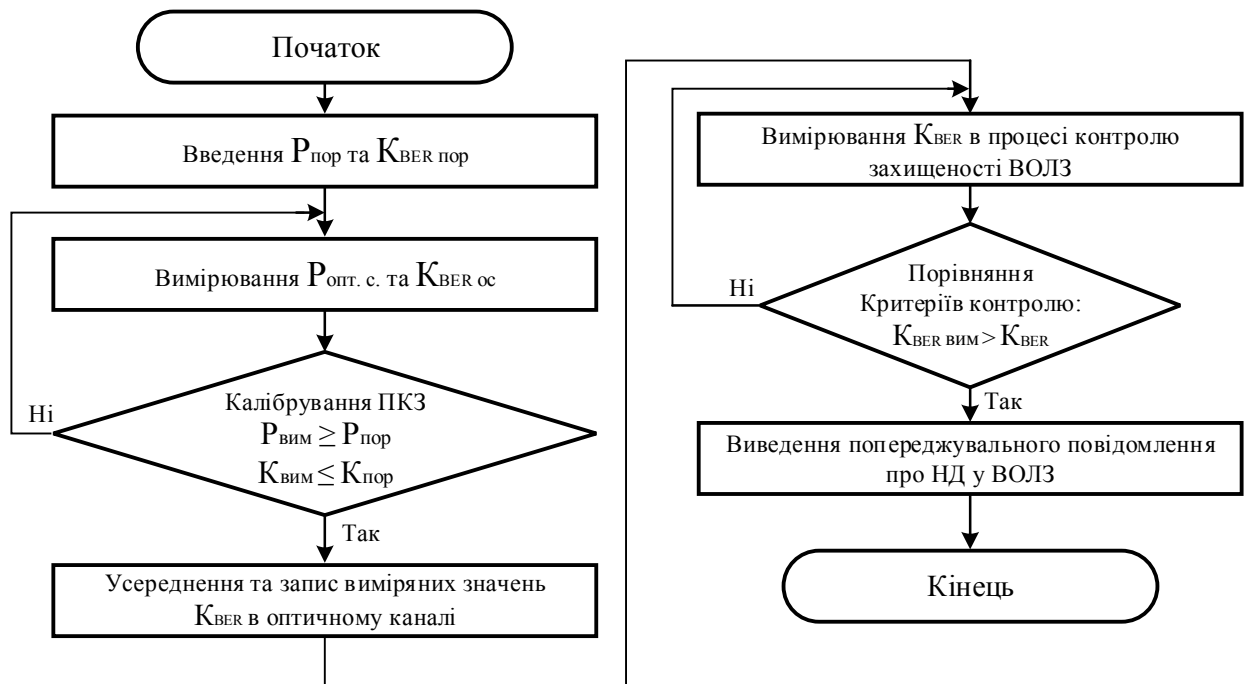 Початок
Введення Pпор та KBER пор
Вимірювання Pопт. с. та KBER ос
Калібрування ПКЗ
Pвим ≥ Pпор
Kвим ≤ Kпор
Ні
Так
Усереднення та запис виміряних значень
KBER в оптичному каналі
Вимірювання KBER в процесі контролю
захищеності ВОЛЗ
Порівняння
Критеріїв контролю:
KBER вим > KBER
Ні
Так
Виведення попереджувального повідомлення
про НД у ВОЛЗ
Кінець